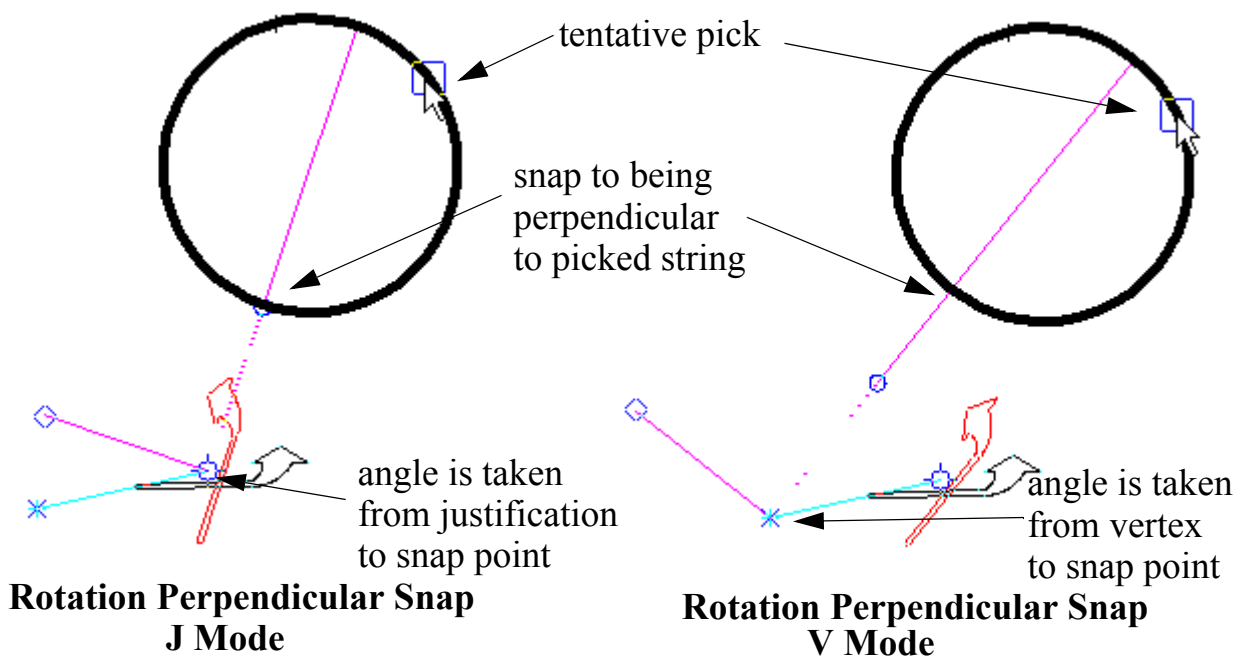 tentative pick
snap to being
perpendicular
to picked string
angle is taken
from justification
to snap point
Rotation Perpendicular Snap
J Mode
angle is taken
from vertex
to snap point
Rotation Perpendicular Snap
V Mode